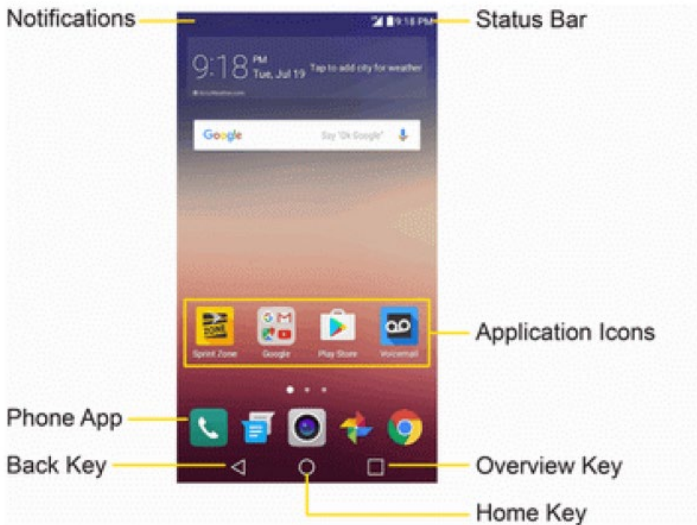 Notifications
Status Bar
9:18 PM
9:18 PM
Tue, Jul 19
Tap to add city for weather
Google
Say "Ok Google"
ZONE
Sprint Zone
Google
Play Store
Voicemail
Application Icons
Phone App
Back Key
Overview Key
Home Key